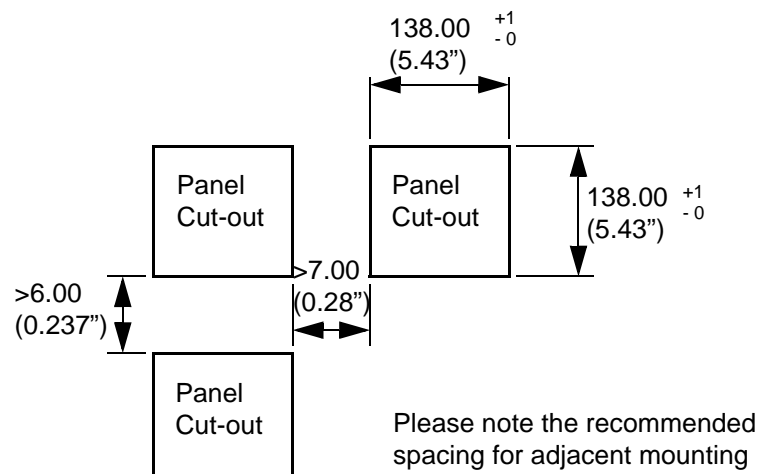 138.00 +1
- 0
(5.43”)
Panel
Cut-out
Panel
Cut-out
138.00 +1
- 0
(5.43”)
>7.00
(0.28”)
>6.00
(0.237”)
Panel
Cut-out
Please note the recommended
spacing for adjacent mounting